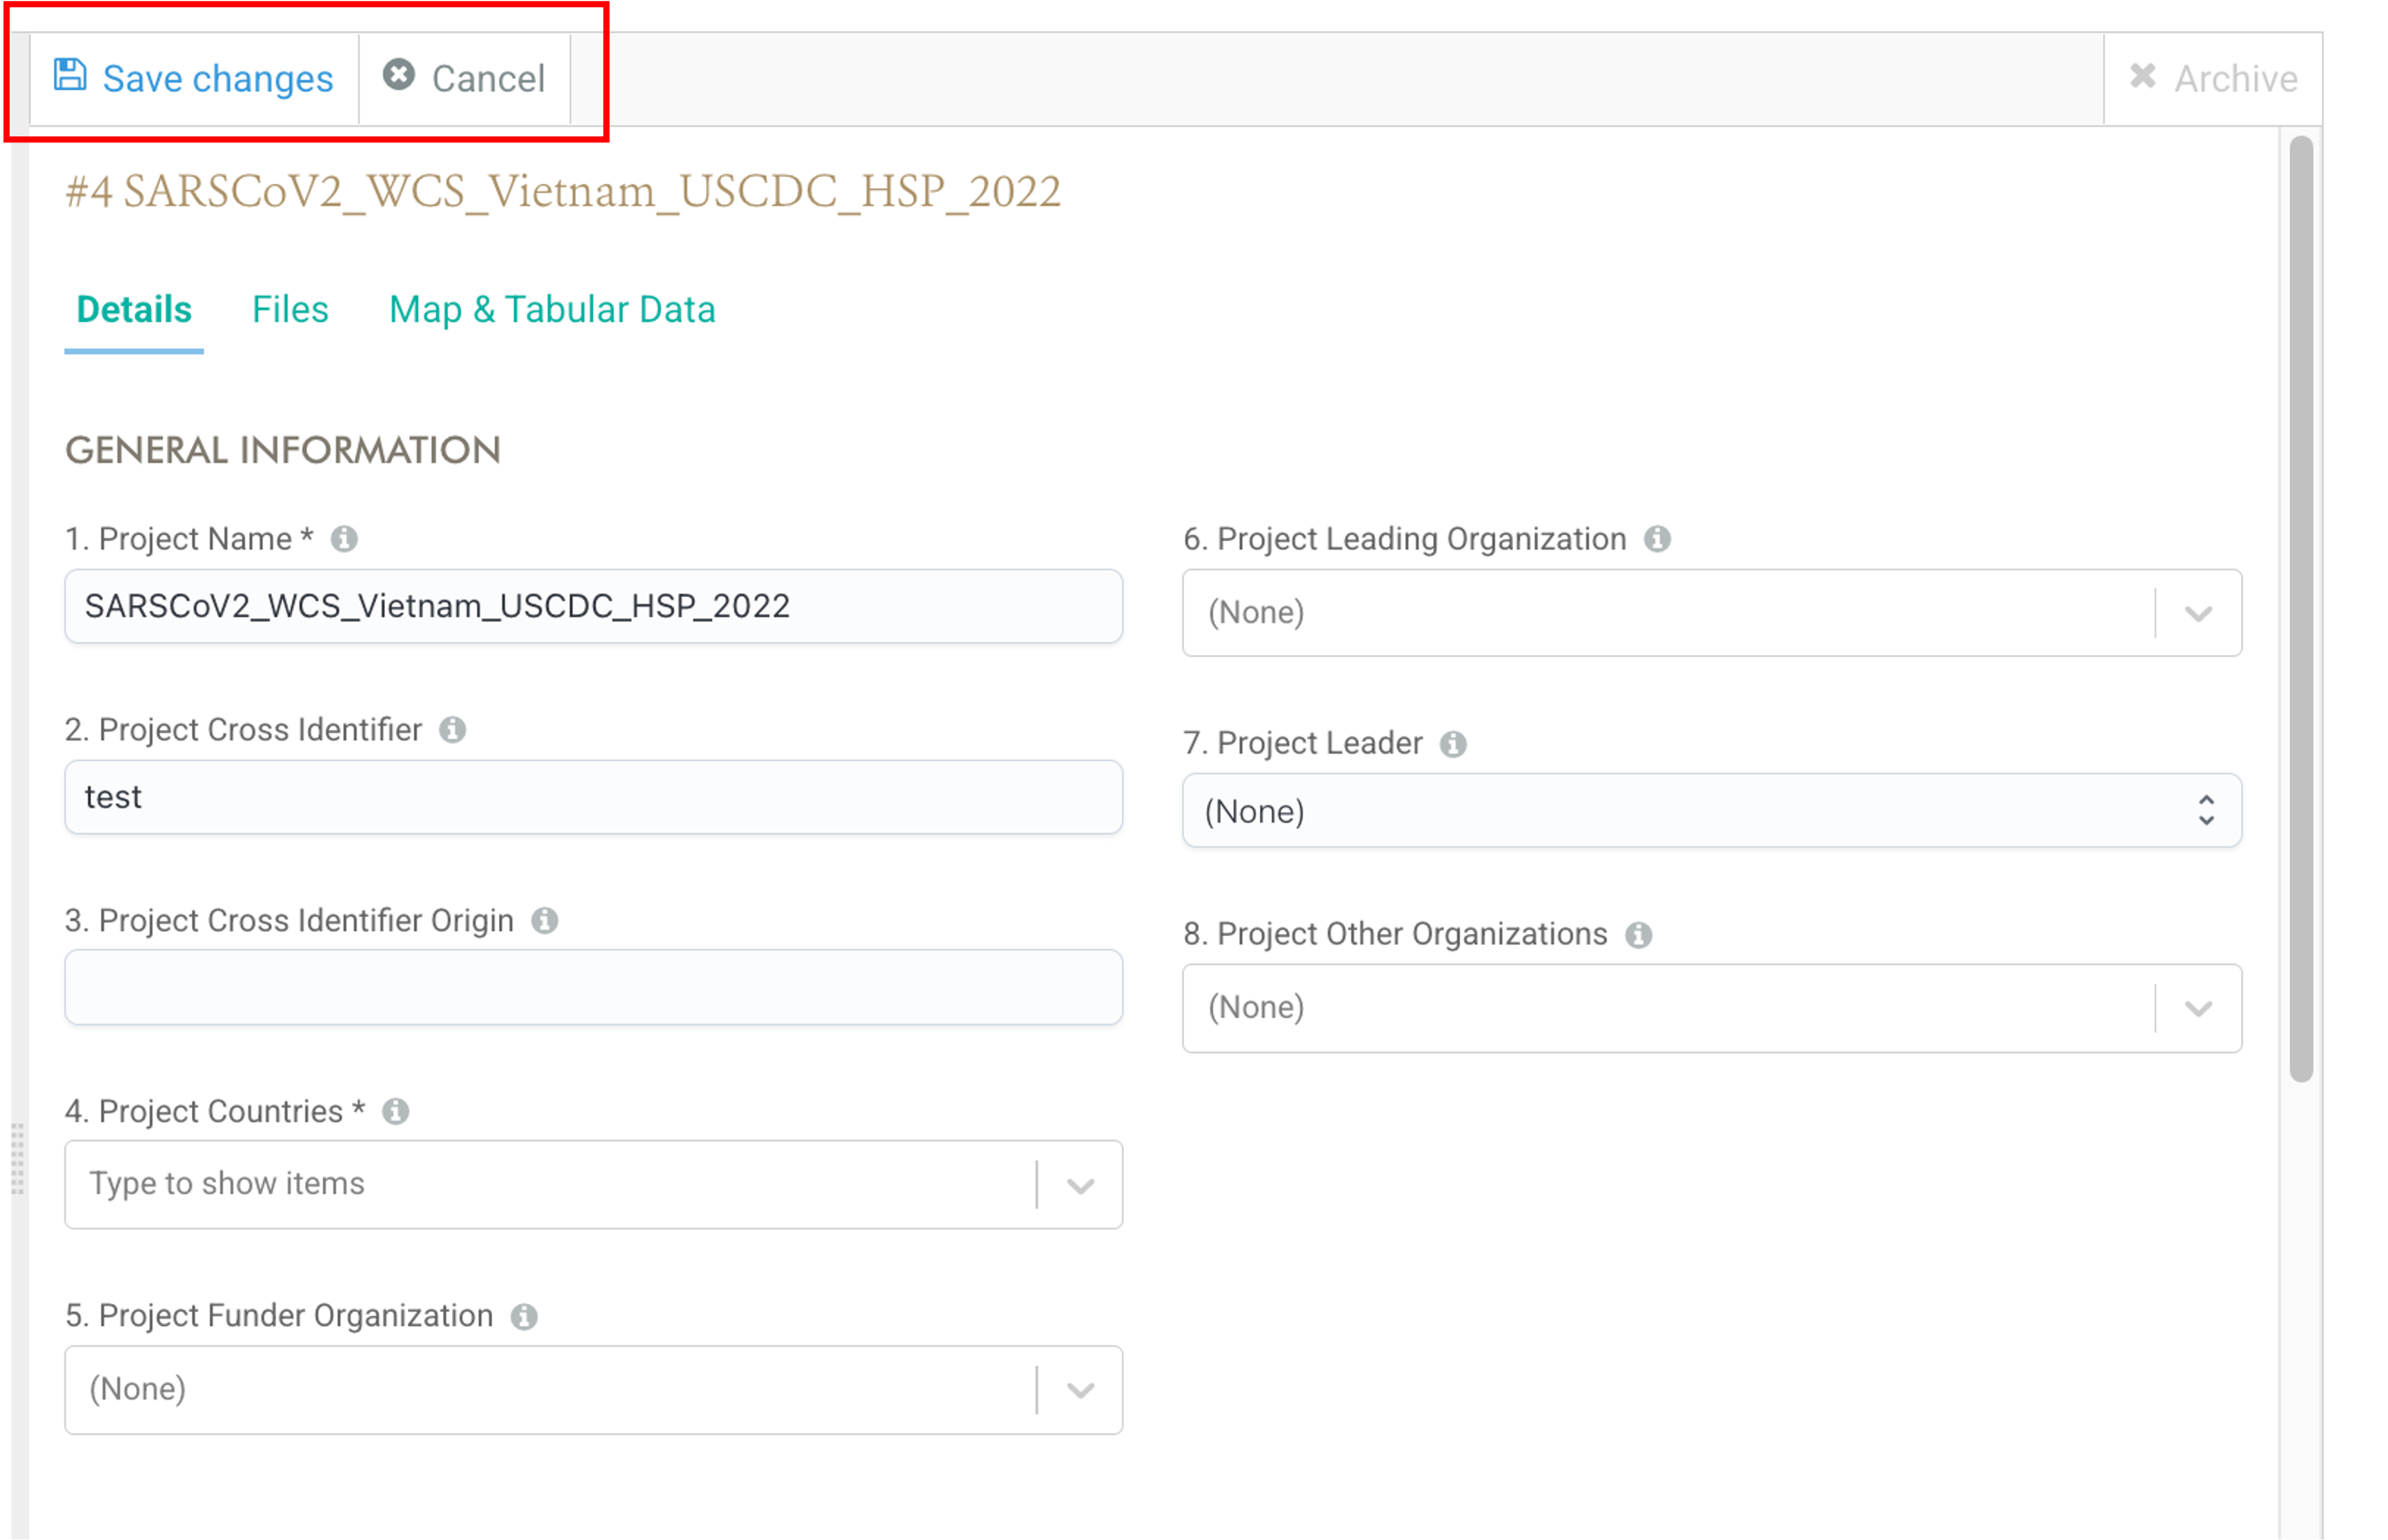 Save changes
Cancel
Archive
#4 SARSCoV2_WCS_Vietnam_USCDC_HSP_2022
Details
Files
Map & Tabular Data
GENERAL INFORMATION
1. Project Name *
SARSCoV2_WCS_Vietnam_USCDC_HSP_2022
2. Project Cross Identifier
test
3. Project Cross Identifier Origin
4. Project Countries *
Type to show items
5. Project Funder Organization
(None)
6. Project Leading Organization
(None)
7. Project Leader
(None)
8. Project Other Organizations
(None)